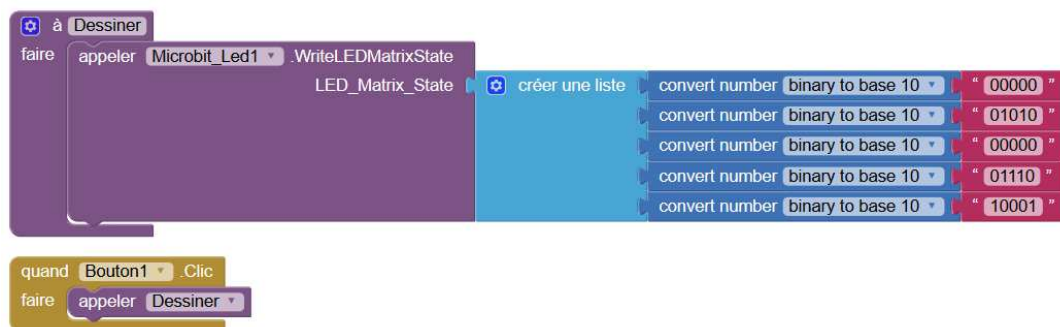 à Dessiner
faire appeler Microbit_Led1 .WriteLEDMatrixState
LED_Matrix_State créer une liste convert number binary to base 10 " 00000 "
convert number binary to base 10 " 01010 "
convert number binary to base 10 " 00000 "
convert number binary to base 10 " 01110 "
convert number binary to base 10 " 10001 "
quand Bouton1 .Clic
faire appeler Dessiner